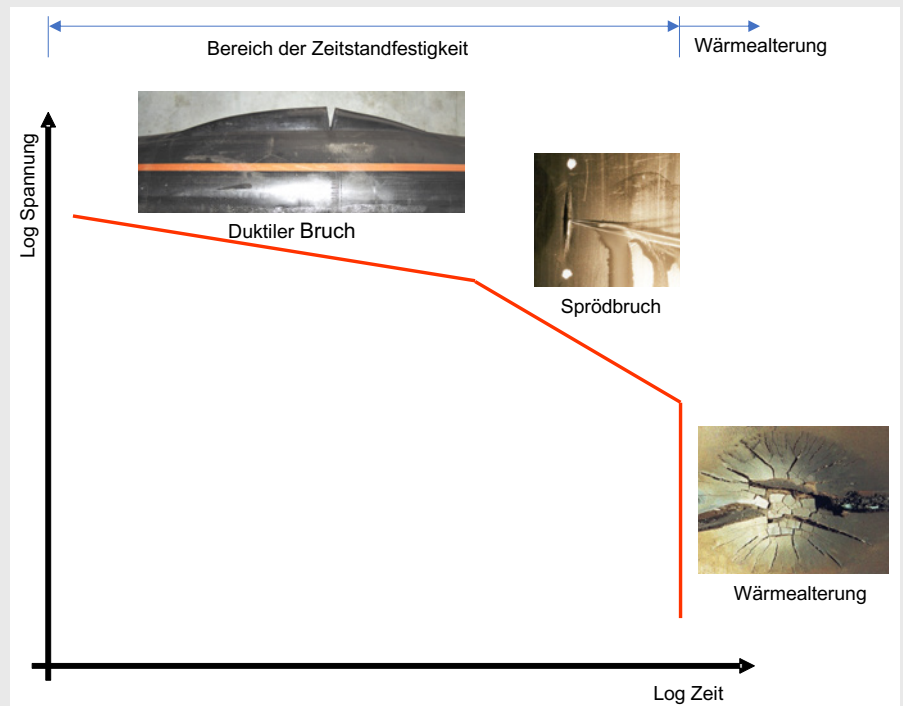 Bereich der Zeitstandfestigkeit
Wärmealterung
Log Spannung
Duktiler Bruch
Sprödbruch
Wärmealterung
Log Zeit